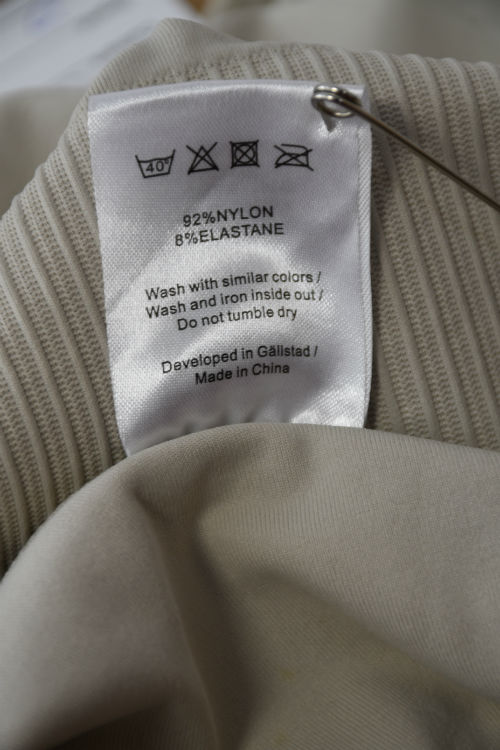 40°
92%NYLON
8%ELASTANE
Wash with similar colors /
Wash and iron inside out /
Do not tumble dry
Developed in Gällstad /
Made in China